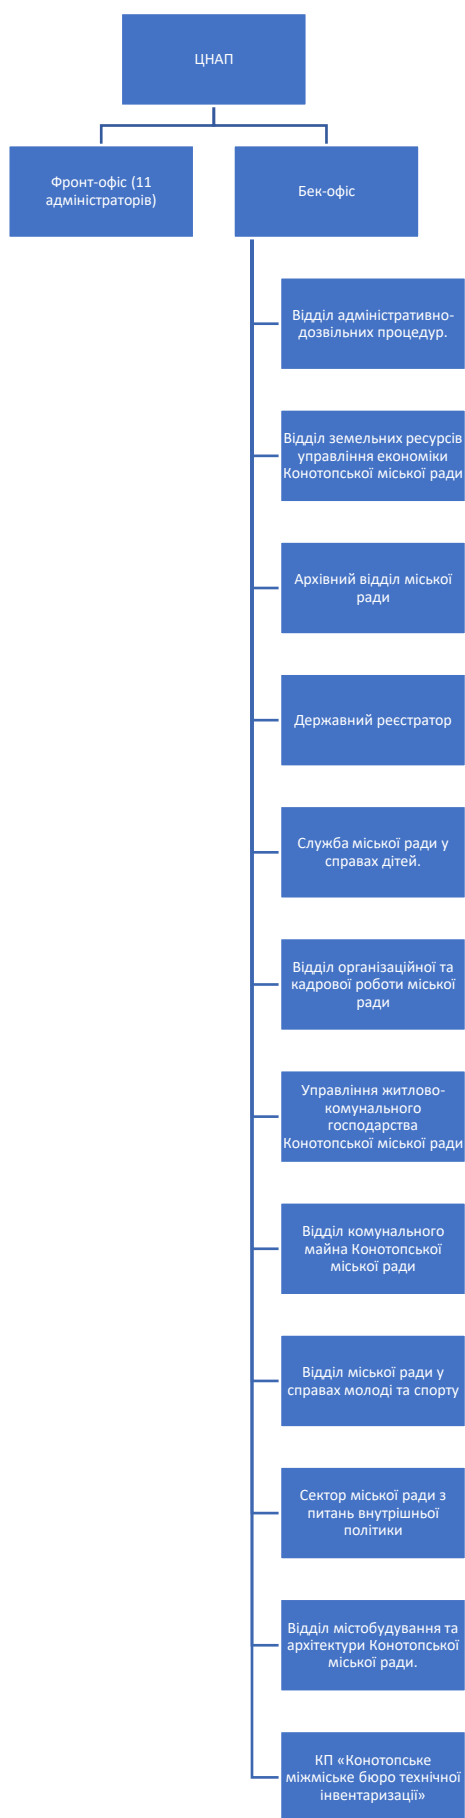 ЦНАП
Фронт-офіс (11
адміністраторів)
Бек-офіс
Відділ адміністративно-
дозвільних процедур.
Відділ земельних ресурсів
управління економіки
Конотопської міської ради
Архівний відділ міської
ради
Державний реєстратор
Служба міської ради у
справах дітей.
Відділ організаційної та
кадрової роботи міської
ради
Управління житлово-
комунального
господарства
Конотопської міської ради
Відділ комунального
майна Конотопської
міської ради
Відділ міської ради у
справах молоді та спорту
Сектор міської ради з
питань внутрішньої
політики
Відділ містобудування та
архітектури Конотопської
міської ради.
КП «Конотопське
міжміське бюро технічної
інвентаризації»